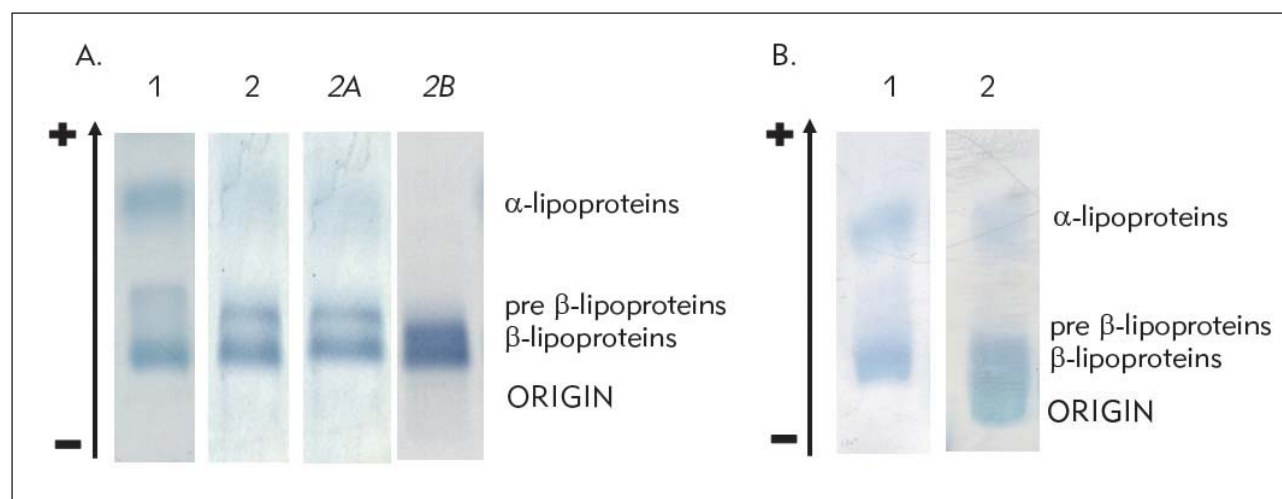 A.
1 2 2A 2B
+
α-lipoproteins
pre β-lipoproteins
β-lipoproteins
ORIGIN
−
B.
1 2
+
α-lipoproteins
pre β-lipoproteins
β-lipoproteins
ORIGIN
−